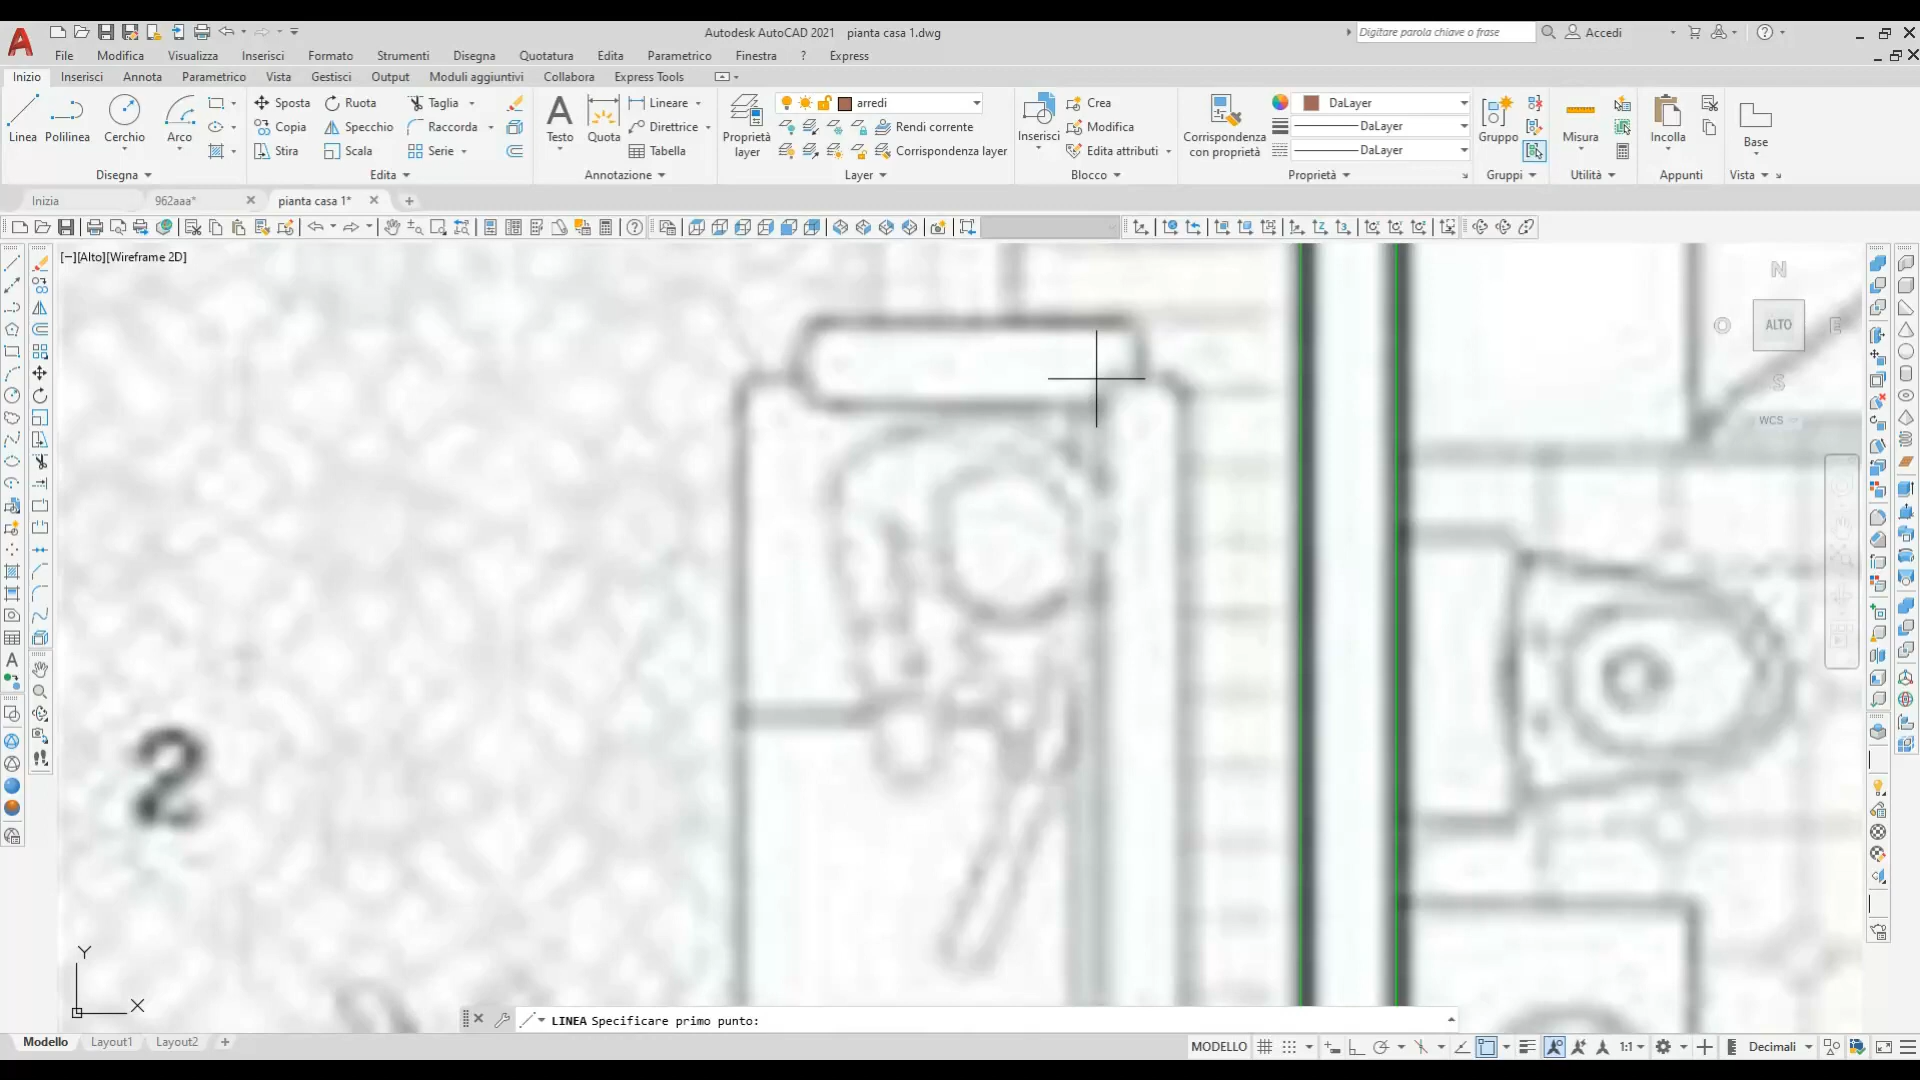 Autodesk AutoCAD 2021 pianta casa 1.dwg
Digitare parola chiave o frase
Accedi
File Modifica Visualizza Inserisci Formato Strumenti Disegna Quotatura Edita Parametrico Finestra ? Express
Inizio Inserisci Annota Parametrico Vista Gestisci Output Moduli aggiuntivi Collabora Express Tools
Linea Polilinea Cerchio Arco
Sposta Ruota Taglia
Copia Specchio Raccorda
Stira Scala Serie
Testo Quota
Lineare
Direttrice
Tabella
Proprietà layer
arredi
Rendi corrente
Corrispondenza layer
Inserisci
Crea
Modifica
Edita attributi
Corrispondenza con proprietà
DaLayer
DaLayer
DaLayer
Gruppo
Misura
Incolla
Base
Disegna Edita Annotazione Layer Blocco Proprietà Gruppi Utilità Appunti Vista
Inizia 962aaa* pianta casa 1*
[−][Alto][Wireframe 2D]
N
O ALTO E
S
WCS
2
Y
X
LINEA Specificare primo punto:
Modello Layout1 Layout2
MODELLO 1:1 Decimali